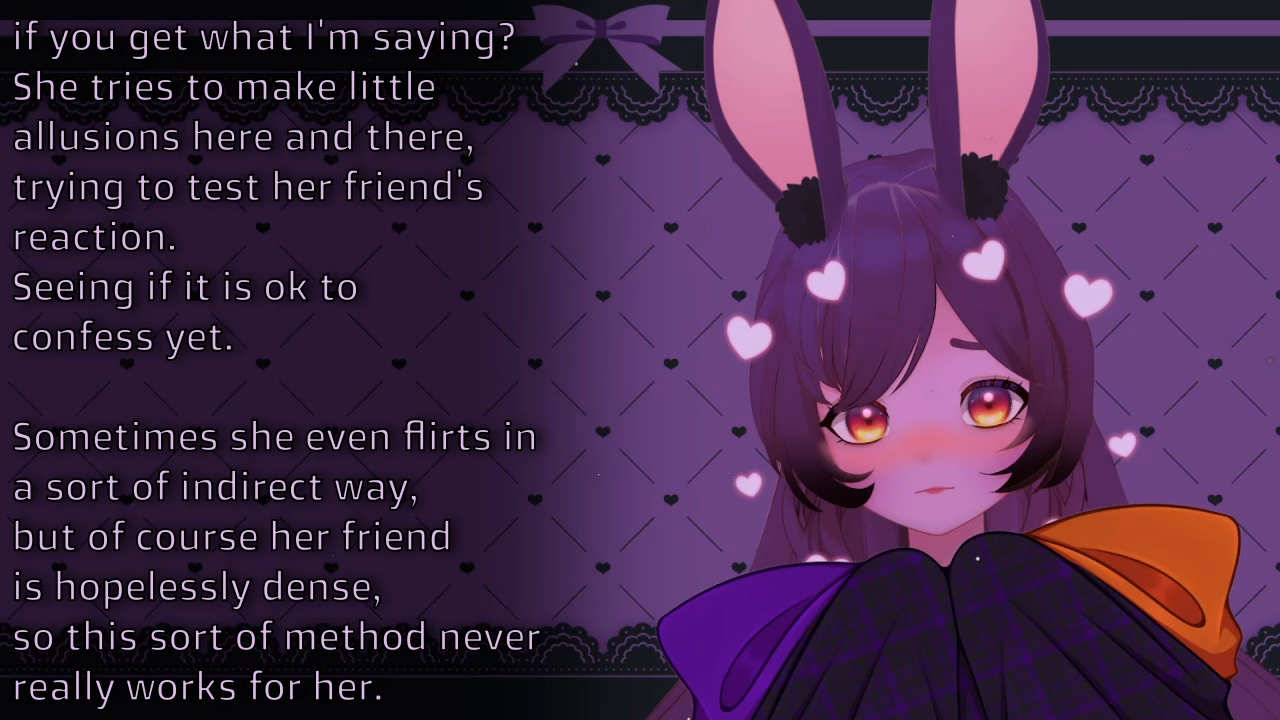 if you get what I'm saying?
She tries to make little
allusions here and there,
trying to test her friend's
reaction.
Seeing if it is ok to
confess yet.
Sometimes she even flirts in
a sort of indirect way,
but of course her friend
is hopelessly dense,
so this sort of method never
really works for her.